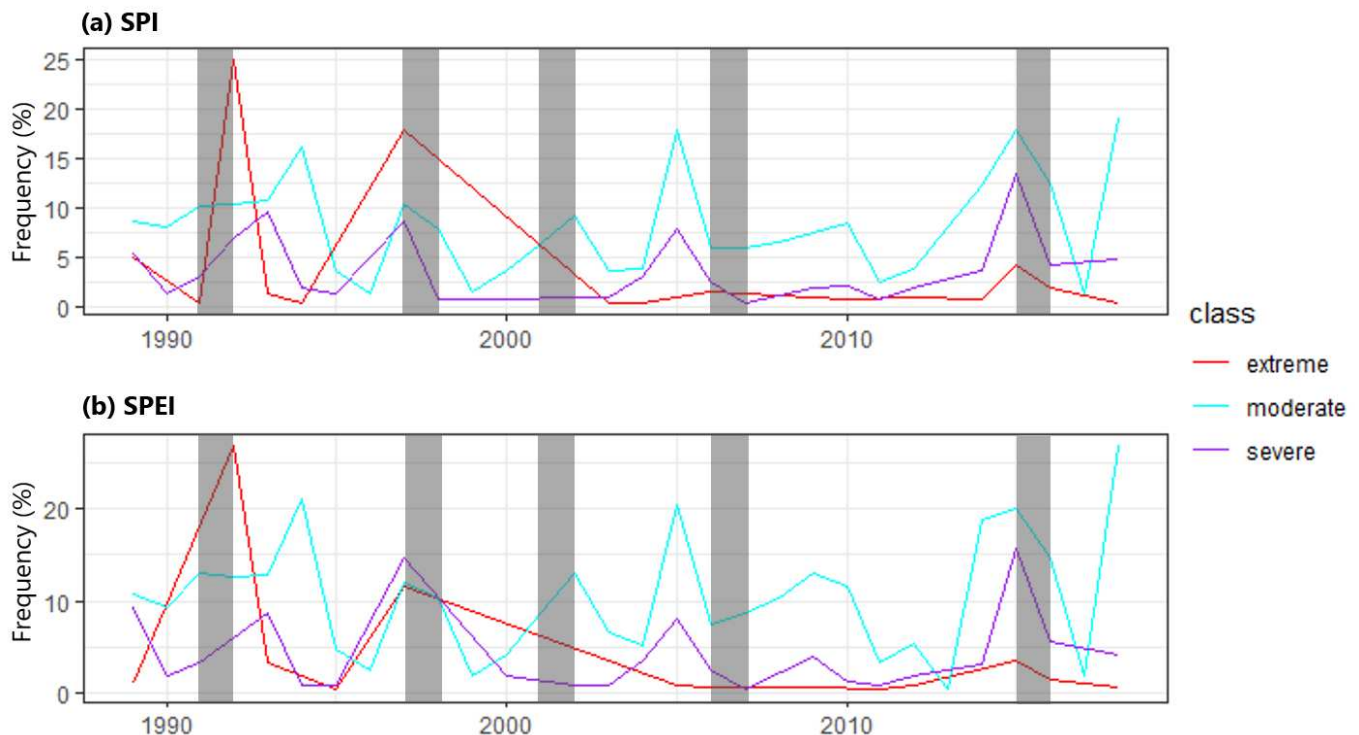 (a) SPI
Frequency (%)
25
20
15
10
5
0
1990 2000 2010
(b) SPEI
Frequency (%)
20
10
0
1990 2000 2010
class
extreme
moderate
severe